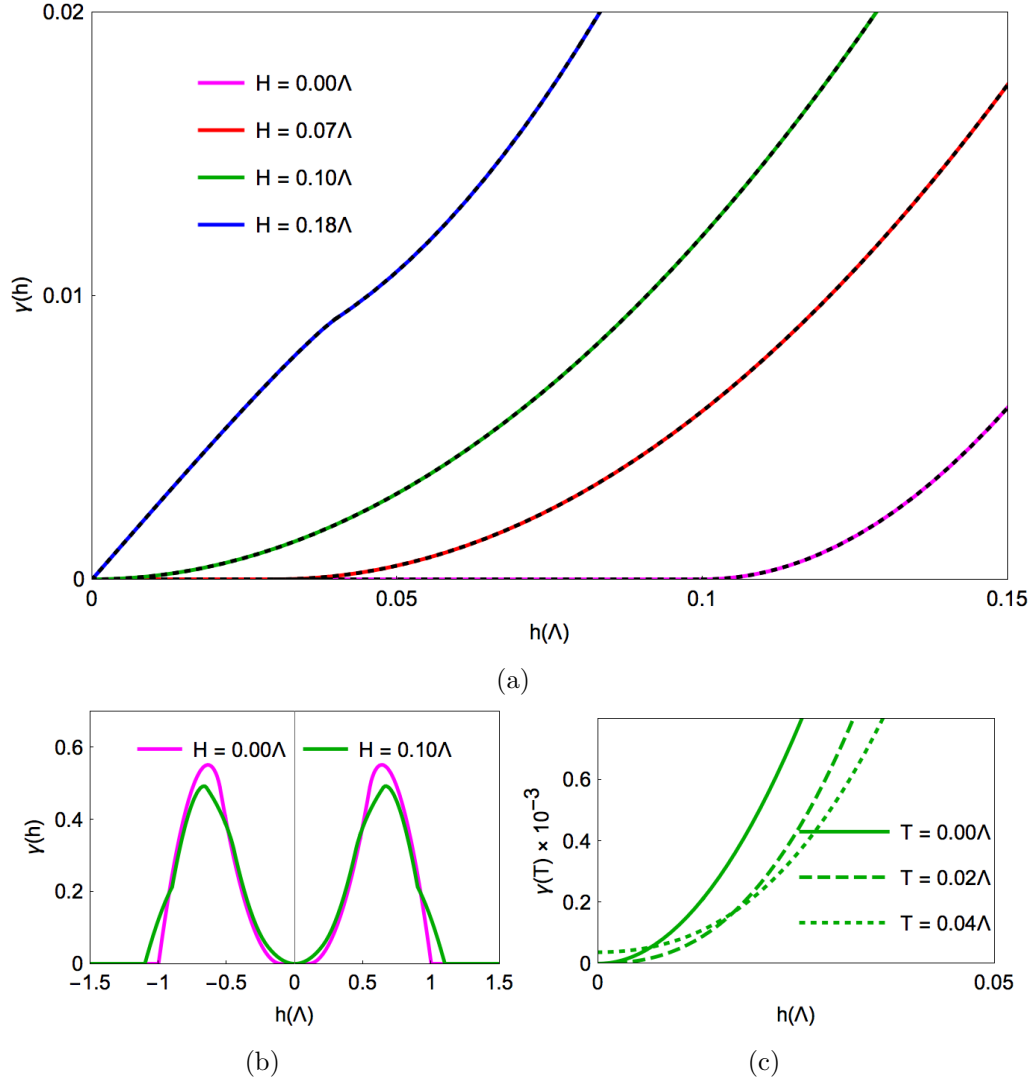 0.02
H = 0.00Λ
H = 0.07Λ
H = 0.10Λ
H = 0.18Λ
0.01
γ(h)
0
0 0.05 0.1 0.15
h(Λ)
(a)
0.6
0.4
0.2
0
γ(h)
H = 0.00Λ H = 0.10Λ
−1.5 −1 −0.5 0 0.5 1 1.5
h(Λ)
(b)
0.6
0.4
0.2
0
γ(T) × 10⁻³
T = 0.00Λ
T = 0.02Λ
T = 0.04Λ
0 0.05
h(Λ)
(c)